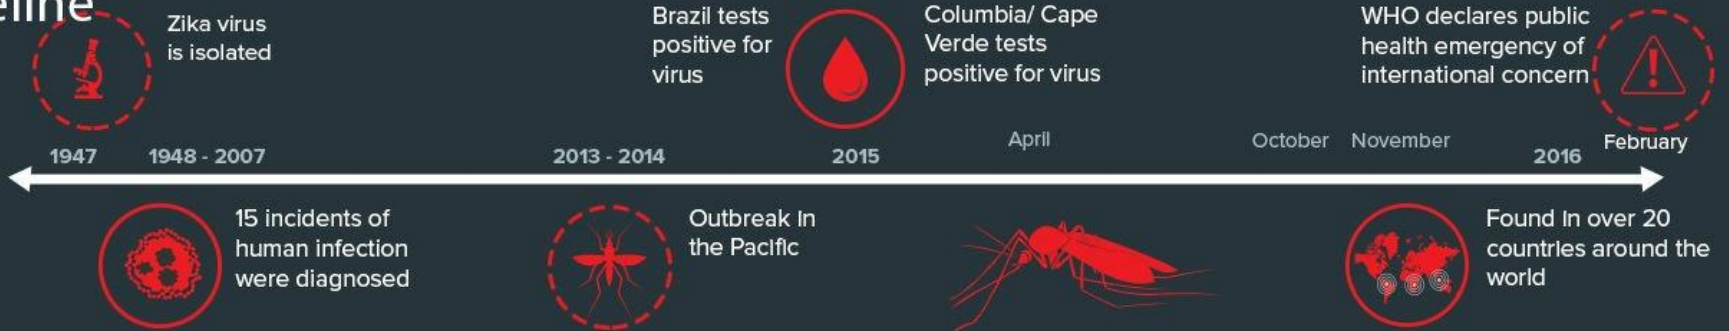 Zika virus
is isolated
Brazil tests
positive for
virus
Columbia/ Cape
Verde tests
positive for virus
WHO declares public
health emergency of
international concern
1947
1948 - 2007
2013 - 2014
2015
April
October
November
2016
February
15 incidents of
human infection
were diagnosed
Outbreak in
the Pacific
Found in over 20
countries around the
world